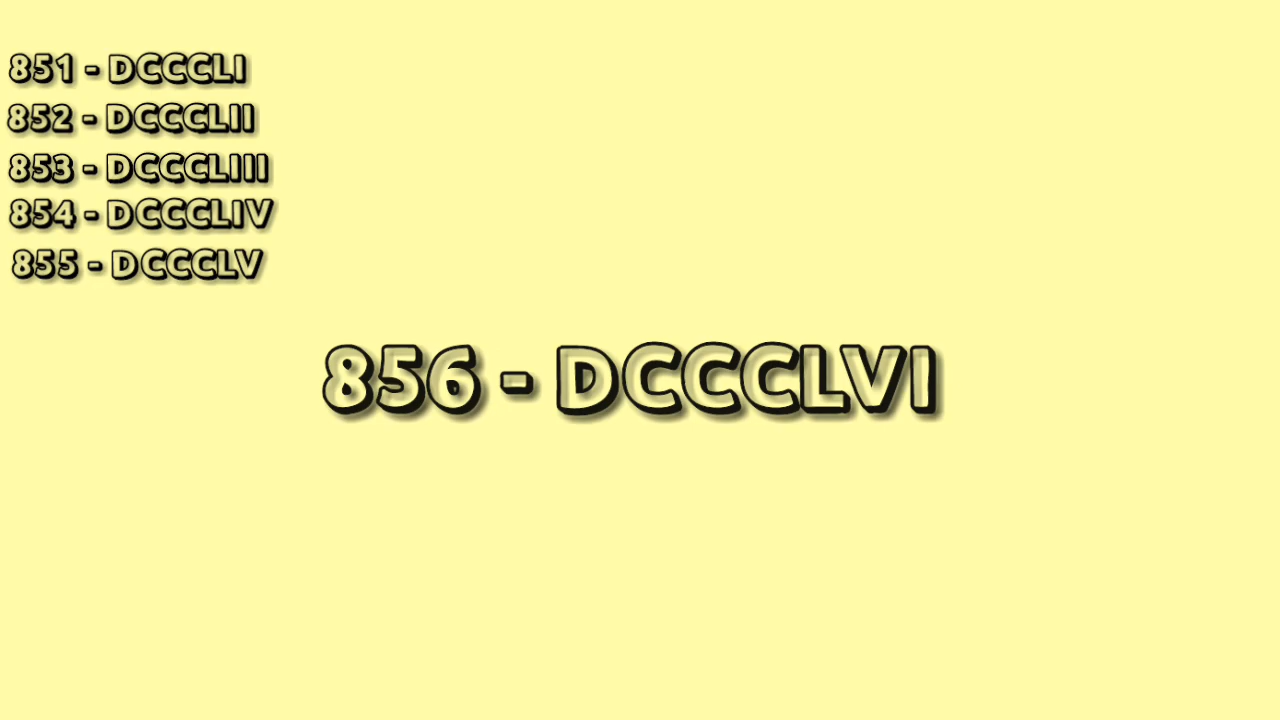 851 - DCCCLI
852 - DCCCLII
853 - DCCCLIII
854 - DCCCLIV
855 - DCCCLV
856 - DCCCLVI